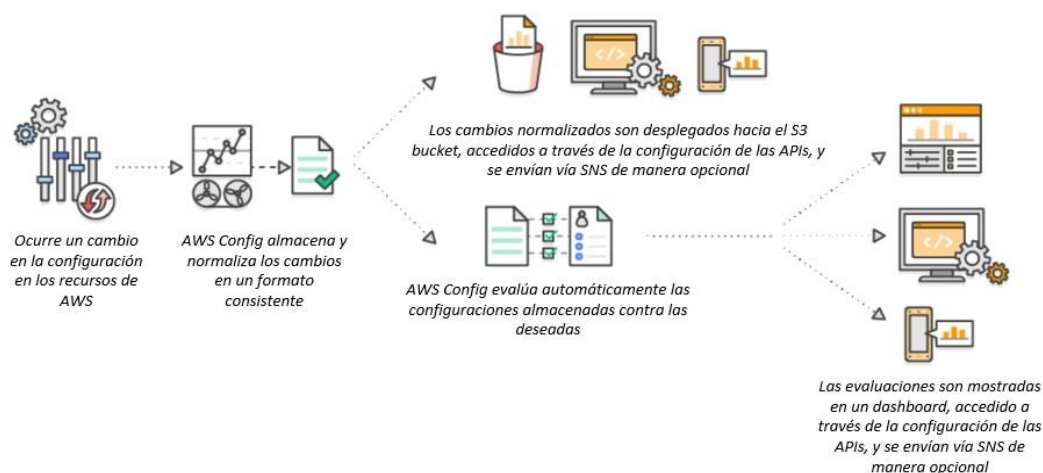 </>
Los cambios normalizados son desplegados hacia el S3
bucket, accedidos a través de la configuración de las APIs, y
se envían vía SNS de manera opcional
Ocurre un cambio
en la configuración
en los recursos de
AWS
AWS Config almacena y
normaliza los cambios
en un formato
consistente
AWS Config evalúa automáticamente las
configuraciones almacenadas contra las
deseadas
</>
Las evaluaciones son mostradas
en un dashboard, accedido a
través de la configuración de las
APIs, y se envían vía SNS de
manera opcional